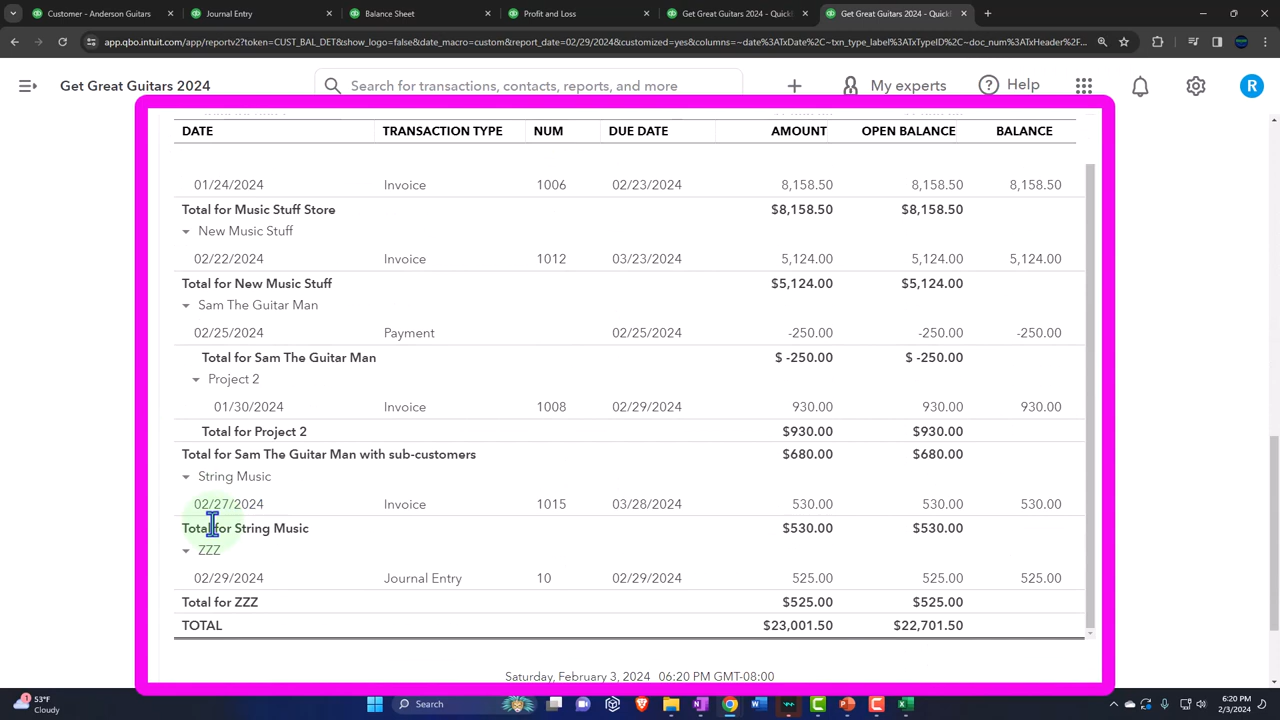 Customer - Anderson Guitars
Journal Entry
Balance Sheet
Profit and Loss
Get Great Guitars 2024 - Quick
Get Great Guitars 2024 - Quick
app.qbo.intuit.com/app/report?token=CUST_BAL_DET&show_logo=false&date_macro=custom&report_date=02/29/2024&customized=yes&columns=~date%3ATxDate%2C~txn_type_label%3ATxTypeID%2C~doc_num%3ATxHeader%2F...
Get Great Guitars 2024
Search for transactions, contacts, reports, and more
My experts
Help
R
DATE TRANSACTION TYPE NUM DUE DATE AMOUNT OPEN BALANCE BALANCE
01/24/2024 Invoice 1006 02/23/2024 8,158.50 8,158.50 8,158.50
Total for Music Stuff Store $8,158.50 $8,158.50
New Music Stuff
02/22/2024 Invoice 1012 03/23/2024 5,124.00 5,124.00 5,124.00
Total for New Music Stuff $5,124.00 $5,124.00
Sam The Guitar Man
02/25/2024 Payment 02/25/2024 -250.00 -250.00 -250.00
Total for Sam The Guitar Man $ -250.00 $ -250.00
Project 2
01/30/2024 Invoice 1008 02/29/2024 930.00 930.00 930.00
Total for Project 2 $930.00 $930.00
Total for Sam The Guitar Man with sub-customers $680.00 $680.00
String Music
02/27/2024 Invoice 1015 03/28/2024 530.00 530.00 530.00
Total for String Music $530.00 $530.00
ZZZ
02/29/2024 Journal Entry 10 02/29/2024 525.00 525.00 525.00
Total for ZZZ $525.00 $525.00
TOTAL $23,001.50 $22,701.50
Saturday, February 3, 2024 06:20 PM GMT-08:00
53°F
Cloudy
Search
6:20 PM
2/3/2024